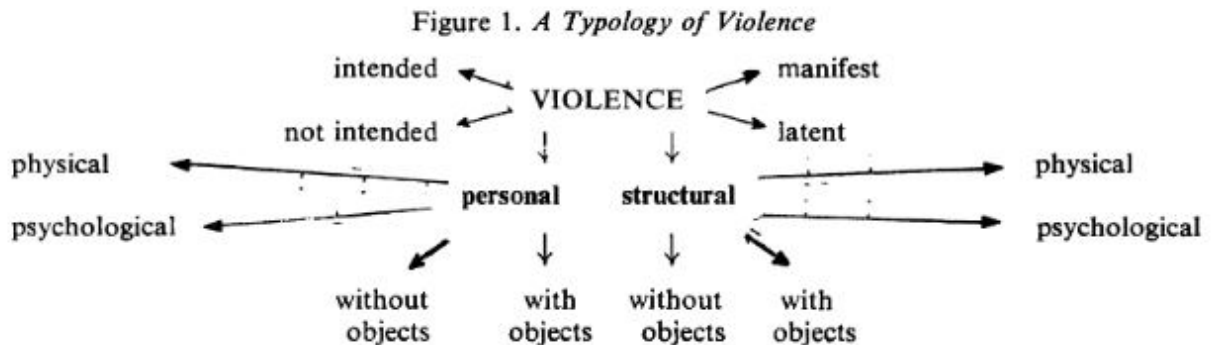 Figure 1. A Typology of Violence
intended
manifest
VIOLENCE
not intended
latent
physical
physical
personal
structural
psychological
psychological
without
with
without
with
objects
objects
objects
objects